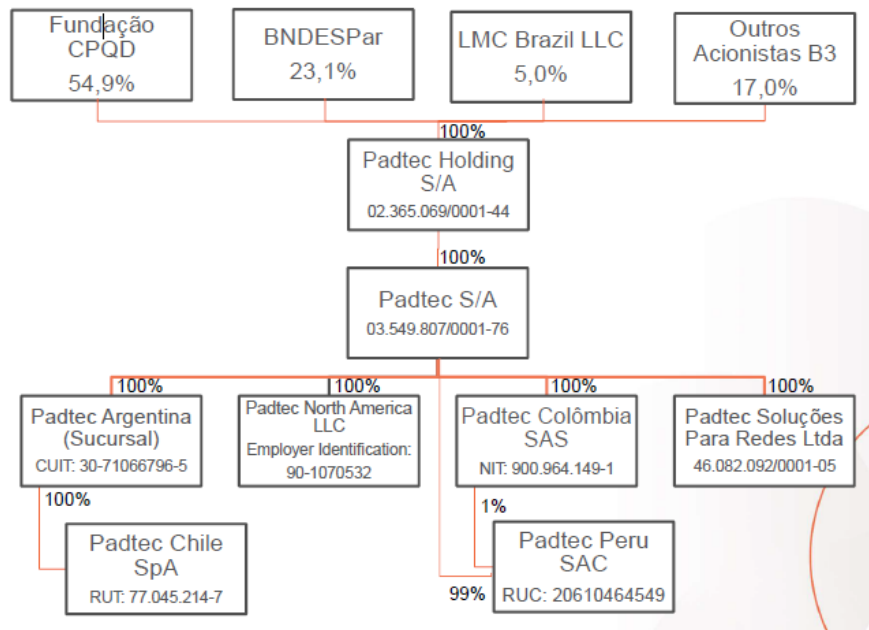 Fundação
CPQD
54,9%
BNDESPar
23,1%
LMC Brazil LLC
5,0%
Outros
Acionistas B3
17,0%
100%
Padtec Holding
S/A
02.365.069/0001-44
100%
Padtec S/A
03.549.807/0001-76
100%
100%
100%
100%
Padtec Argentina
(Sucursal)
CUIT: 30-71066796-5
Padtec North America
LLC
Employer Identification:
90-1070532
Padtec Colômbia
SAS
NIT: 900.964.149-1
Padtec Soluções
Para Redes Ltda
46.082.092/0001-05
100%
1%
Padtec Chile
SpA
RUT: 77.045.214-7
99%
Padtec Peru
SAC
RUC: 20610464549